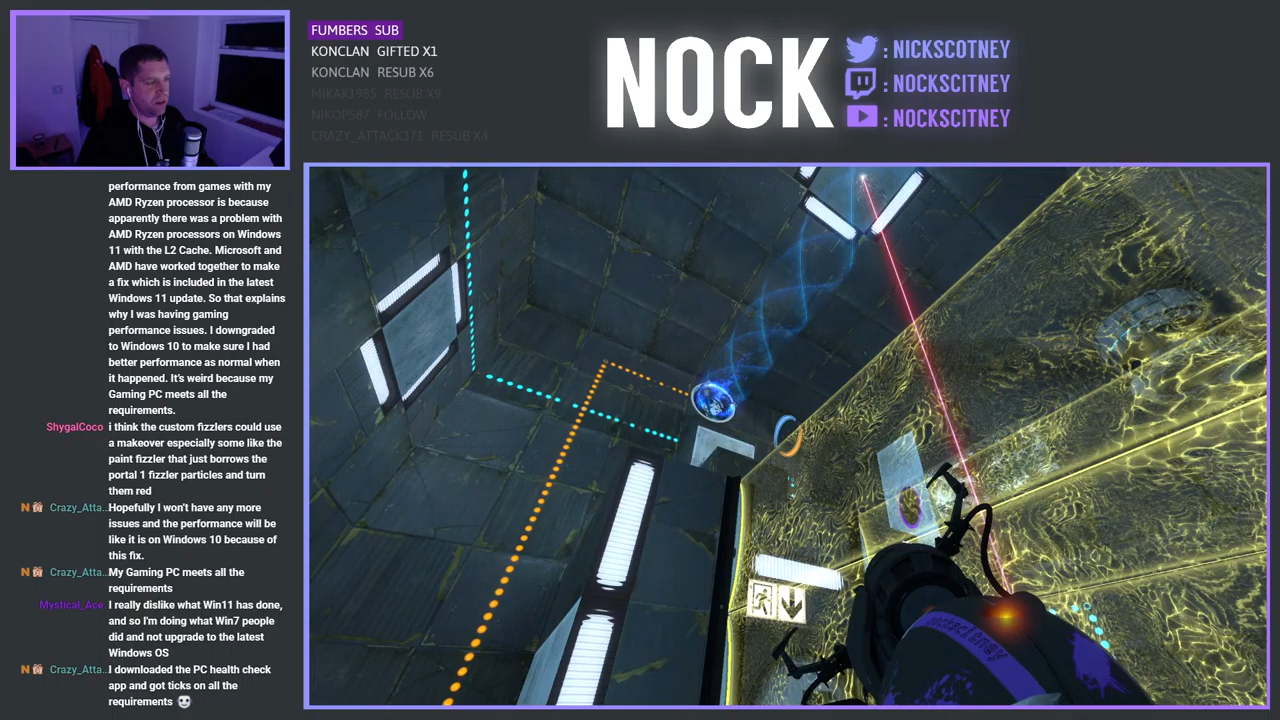 FUMBERS SUB
KONCLAN GIFTED X1
KONCLAN RESUB X6
MIKAK1985 RESUB X9
NIKOP587 FOLLOW
CRAZY_ATTACK371 RESUB X4
NOCK
: NICKSCOTNEY
: NOCKSCITNEY
: NOCKSCITNEY
performance from games with my
AMD Ryzen processor is because
apparently there was a problem with
AMD Ryzen processors on Windows
11 with the L2 Cache. Microsoft and
AMD have worked together to make
a fix which is included in the latest
Windows 11 update. So that explains
why I was having gaming
performance issues. I downgraded
to Windows 10 to make sure I had
better performance as normal when
it happened. It's weird because my
Gaming PC meets all the
requirements.
ShygalCoco i think the custom fizzlers could use
a makeover especially some like the
paint fizzler that just borrows the
portal 1 fizzler particles and turn
them red
N Crazy_Atta.. Hopefully I won't have any more
issues and the performance will be
like it is on Windows 10 because of
this fix.
N Crazy_Atta.. My Gaming PC meets all the
requirements
Mystical_Ace I really dislike what Win11 has done,
and so I'm doing what Win7 people
did and not upgrade to the latest
Windows OS
N Crazy_Atta.. I downloaded the PC health check
app and got ticks on all the
requirements
nockscitney